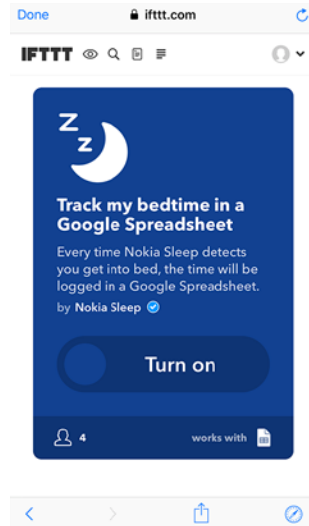 Done ifttt.com
IFTTT
Z
z
Track my bedtime in a
Google Spreadsheet
Every time Nokia Sleep detects
you get into bed, the time will be
logged in a Google Spreadsheet.
by Nokia Sleep
Turn on
4 works with